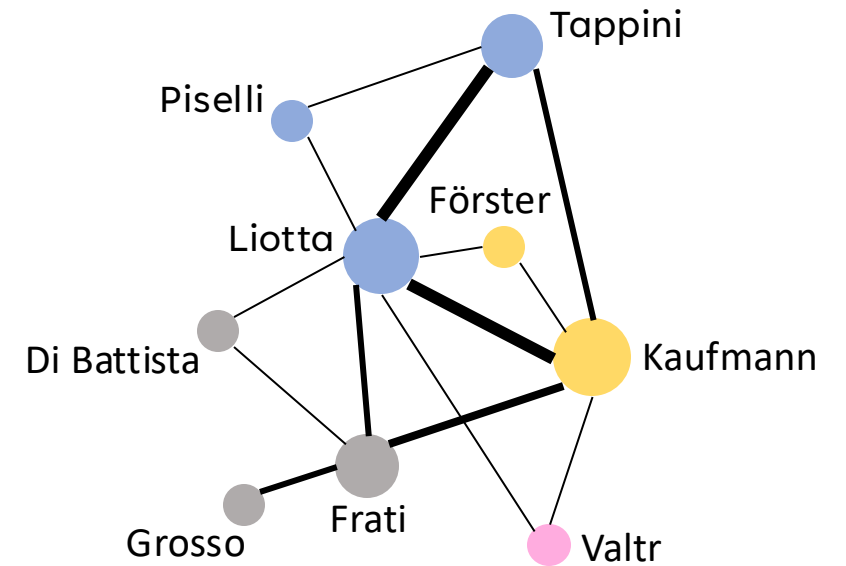 Tappini
Piselli
Förster
Liotta
Di Battista
Kaufmann
Frati
Grosso
Valtr